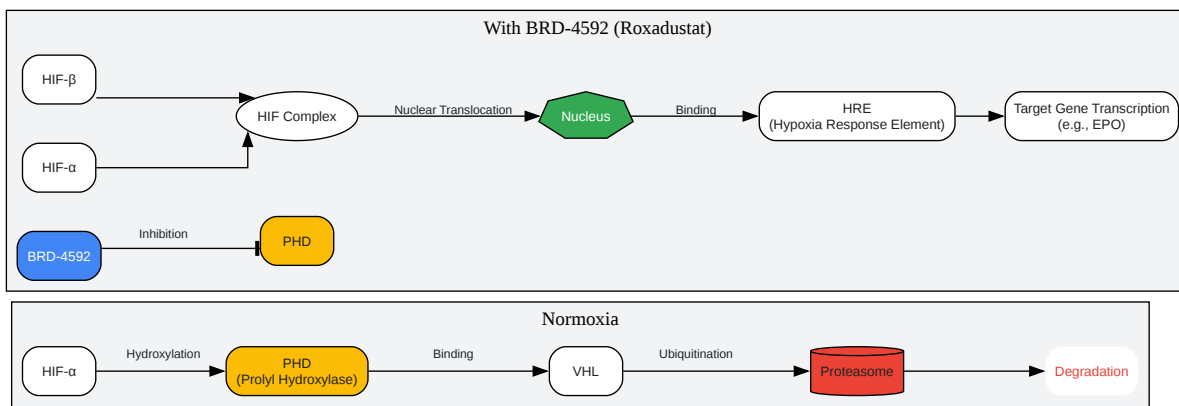 With BRD-4592 (Roxadustat)
HIF-β
HIF-α
HIF Complex
Nuclear Translocation
Nucleus
Binding
HRE
(Hypoxia Response Element)
Target Gene Transcription
(e.g., EPO)
BRD-4592
Inhibition
PHD
Normoxia
HIF-α
Hydroxylation
PHD
(Prolyl Hydroxylase)
Binding
VHL
Ubiquitination
Proteasome
Degradation